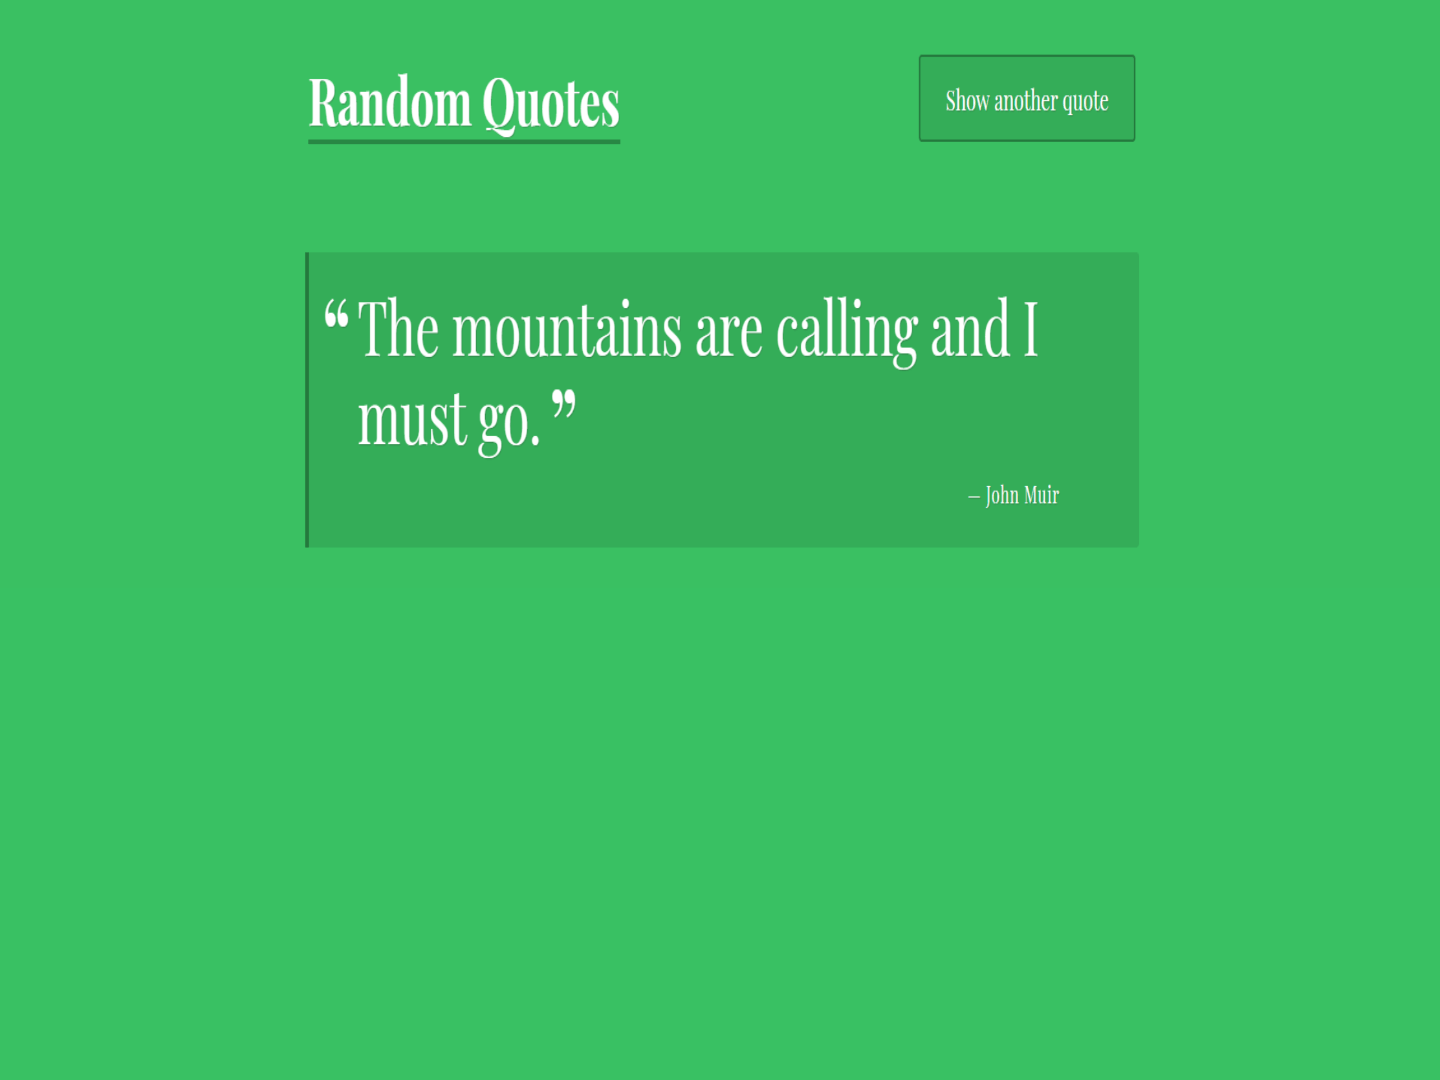 Random Quotes
Show another quote
“ The mountains are calling and I
must go. ”
– John Muir